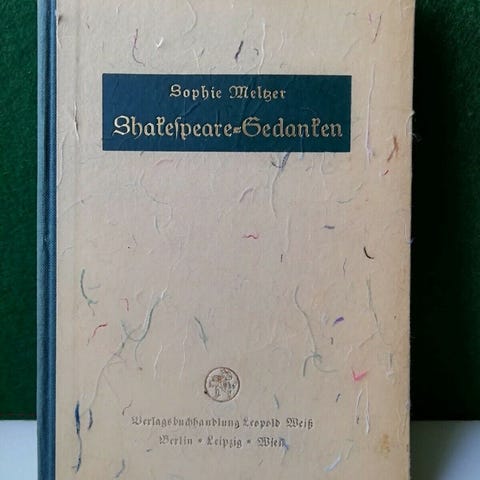 Sophie Meltzer
Shakeſpeare-Gedanken
Verlagsbuchhandlung Leopold Weiß
Berlin * Leipzig * Wien